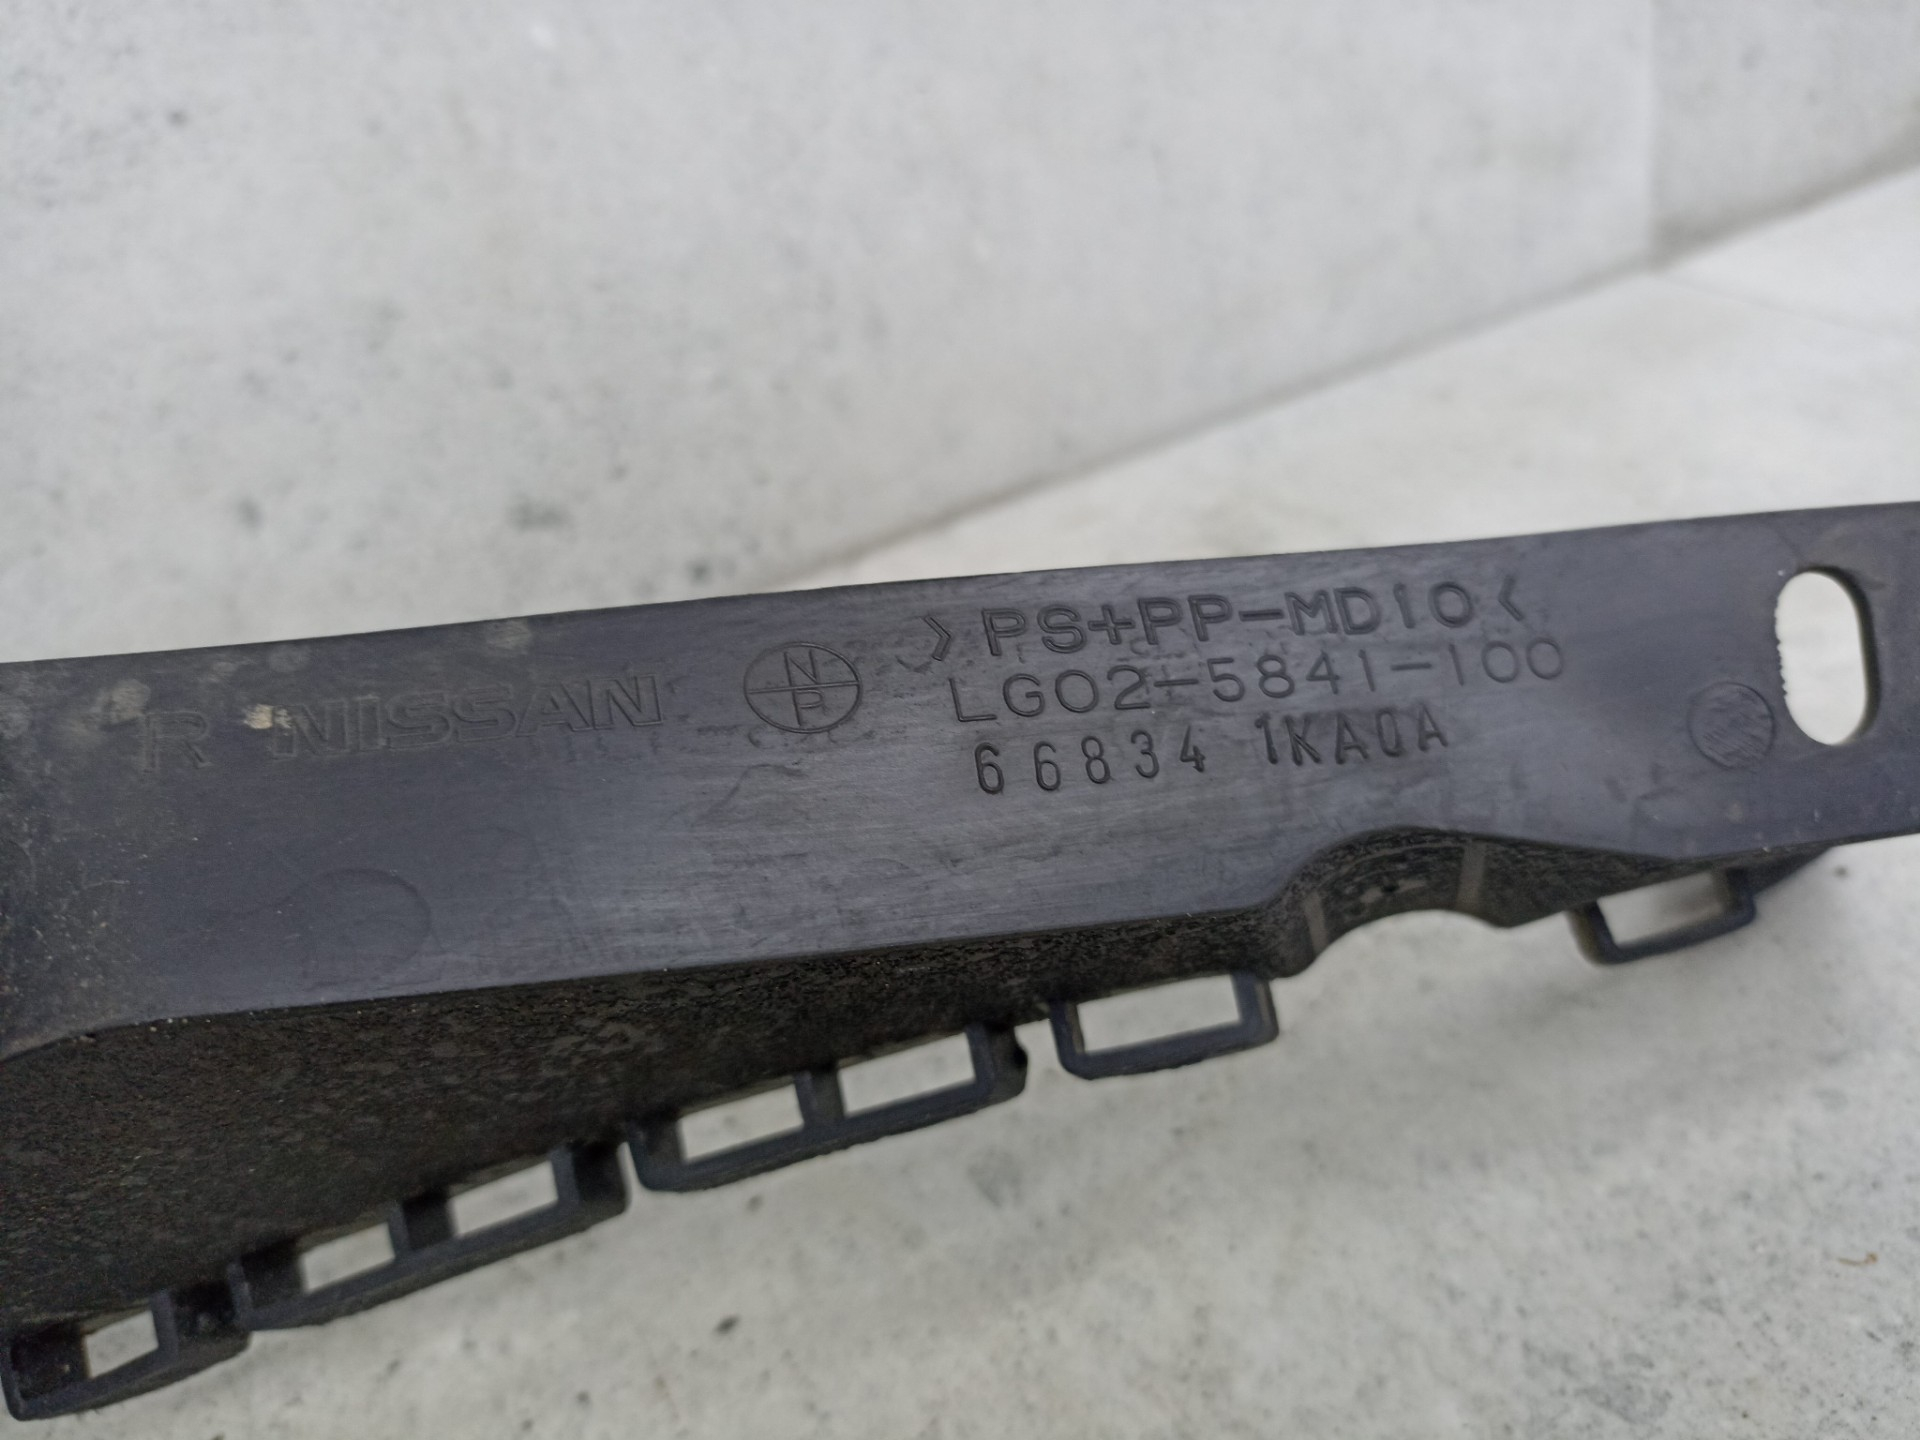 R NISSAN
N
P
>PS+PP-MD10<
LG02-5841-100
66834 1KA0A